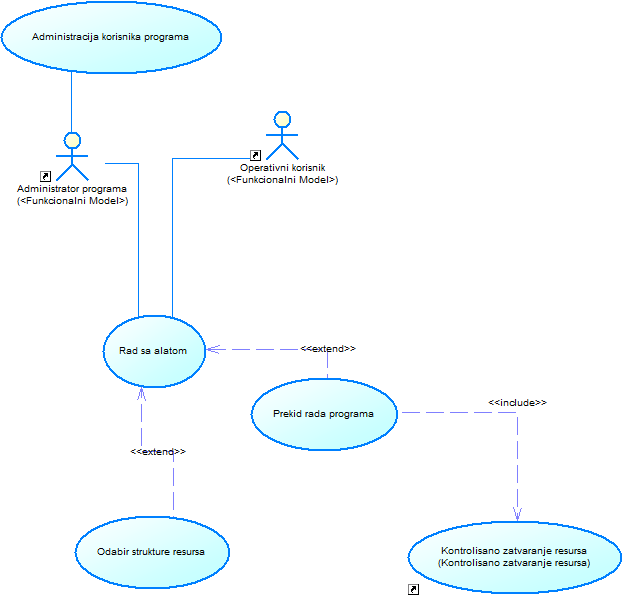 Administracija korisnika programa
Administrator programa
(<Funkcionalni Model>)
Operativni korisnik
(<Funkcionalni Model>)
Rad sa alatom
<<extend>>
Prekid rada programa
<<include>>
<<extend>>
Odabir strukture resursa
Kontrolisano zatvaranje resursa
(Kontrolisano zatvaranje resursa)